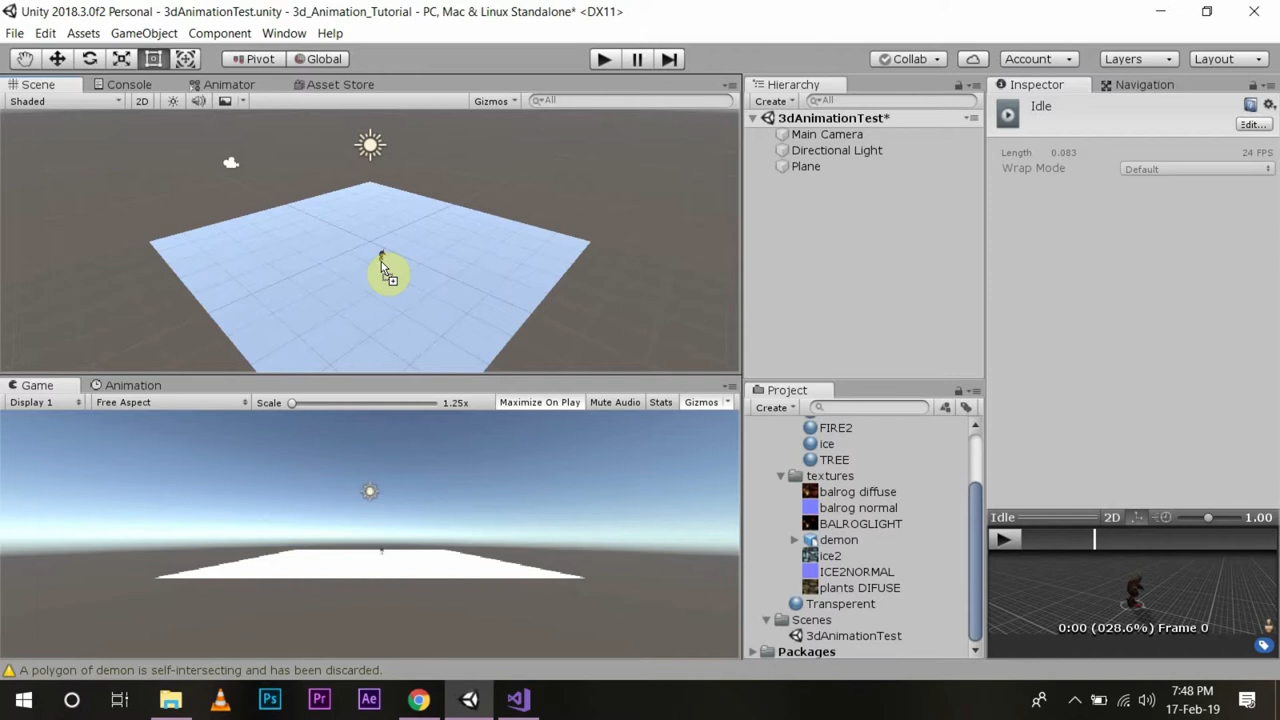 Unity 2018.3.0f2 Personal - 3dAnimationTest.unity - 3d_Animation_Tutorial - PC, Mac & Linux Standalone* <DX11>
File Edit Assets GameObject Component Window Help
Pivot Global Collab Account Layers Layout
Scene Console Animator Asset Store
Shaded 2D Gizmos All
Hierarchy
Create All
3dAnimationTest*
Main Camera
Directional Light
Plane
Inspector Navigation
Idle
Edit...
Length 0.083 24 FPS
Wrap Mode Default
Game Animation
Display 1 Free Aspect Scale 1.25x Maximize On Play Mute Audio Stats Gizmos
Project
Create
FIRE2
ice
TREE
textures
balrog diffuse
balrog normal
BALROGLIGHT
demon
ice2
ICE2NORMAL
plants DIFUSE
Transperent
Scenes
3dAnimationTest
Packages
Idle 2D 1.00
0:00 (028.6%) Frame 0
A polygon of demon is self-intersecting and has been discarded.
Ps Pr Ae
7:48 PM
17-Feb-19